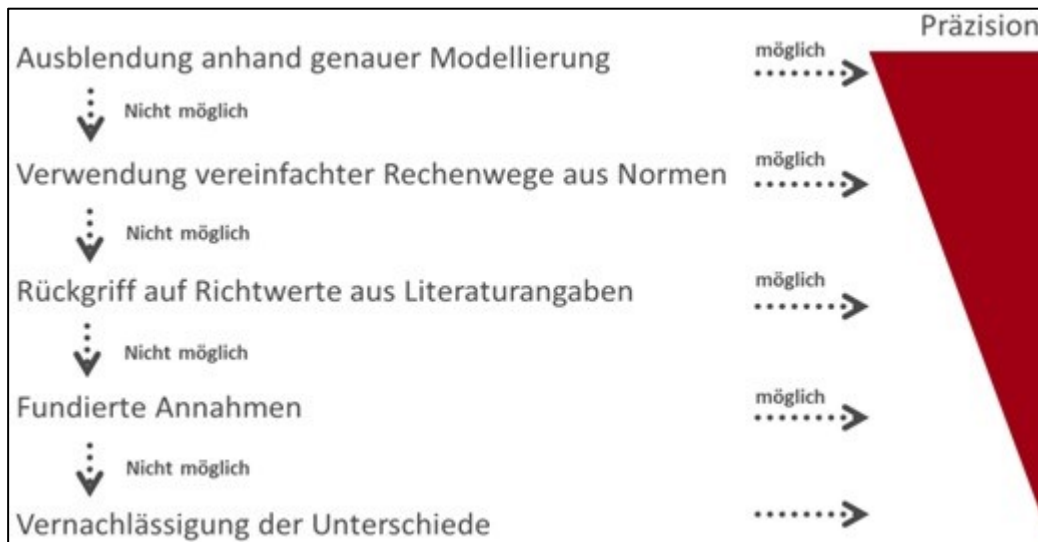 Präzision
Ausblendung anhand genauer Modellierung
möglich
Nicht möglich
Verwendung vereinfachter Rechenwege aus Normen
möglich
Nicht möglich
Rückgriff auf Richtwerte aus Literaturangaben
möglich
Nicht möglich
Fundierte Annahmen
möglich
Nicht möglich
Vernachlässigung der Unterschiede